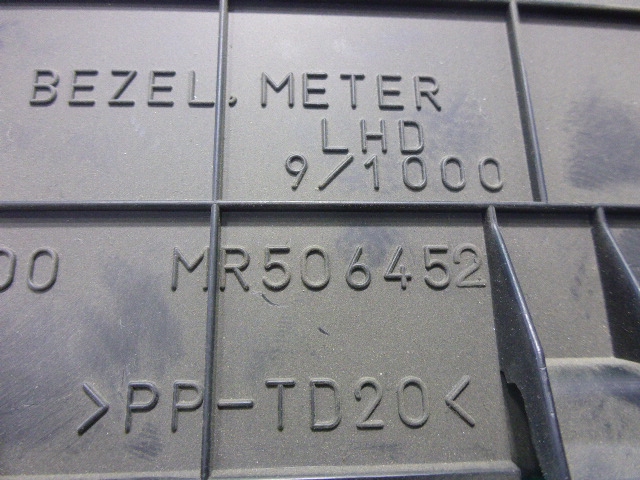 BEZEL, METER
LHD
9/1000
00 MR506452
>PP-TD20<